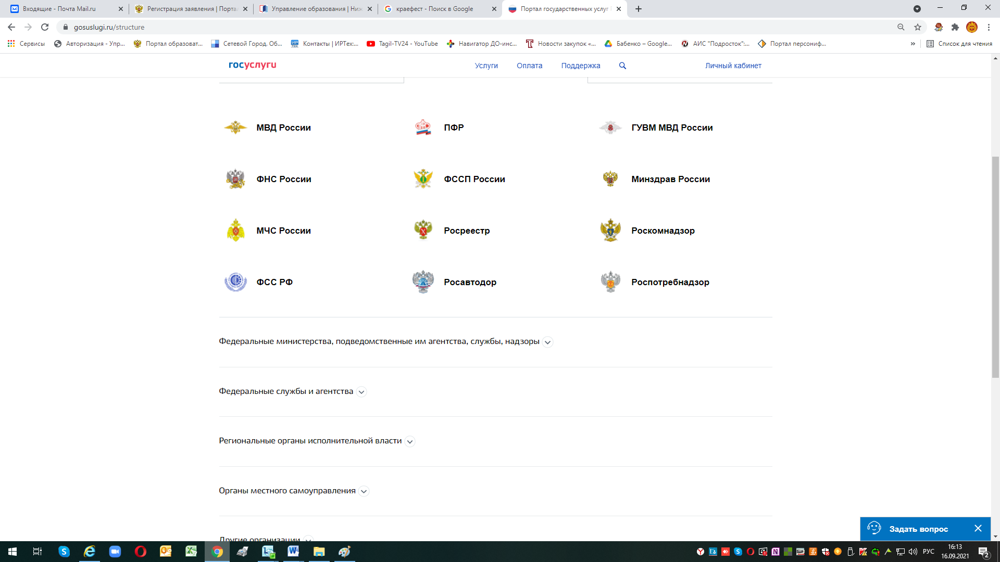 Входящие - Почта Mail.ru
Регистрация заявления | Порта
Управление образования | Ниж
краефест - Поиск в Google
Портал государственных услуг
gosuslugi.ru/structure
Сервисы
Авторизация - Упр...
Портал образоват...
Сетевой Город. Об...
Контакты | ИРТех:...
Tagil-TV24 - YouTube
Навигатор ДО-инс...
Новости закупок «...
Бабенко – Google...
АИС "Подросток":...
Портал персониф...
»
Список для чтения
госуслуги
Услуги
Оплата
Поддержка
Личный кабинет
МВД России
ПФР
ГУВМ МВД России
ФНС России
ФССП России
Минздрав России
МЧС России
Росреестр
Роскомнадзор
ФСС РФ
Росавтодор
Роспотребнадзор
Федеральные министерства, подведомственные им агентства, службы, надзоры
Федеральные службы и агентства
Региональные органы исполнительной власти
Органы местного самоуправления
Другие организации
Задать вопрос
РУС
16:13
16.09.2021
2